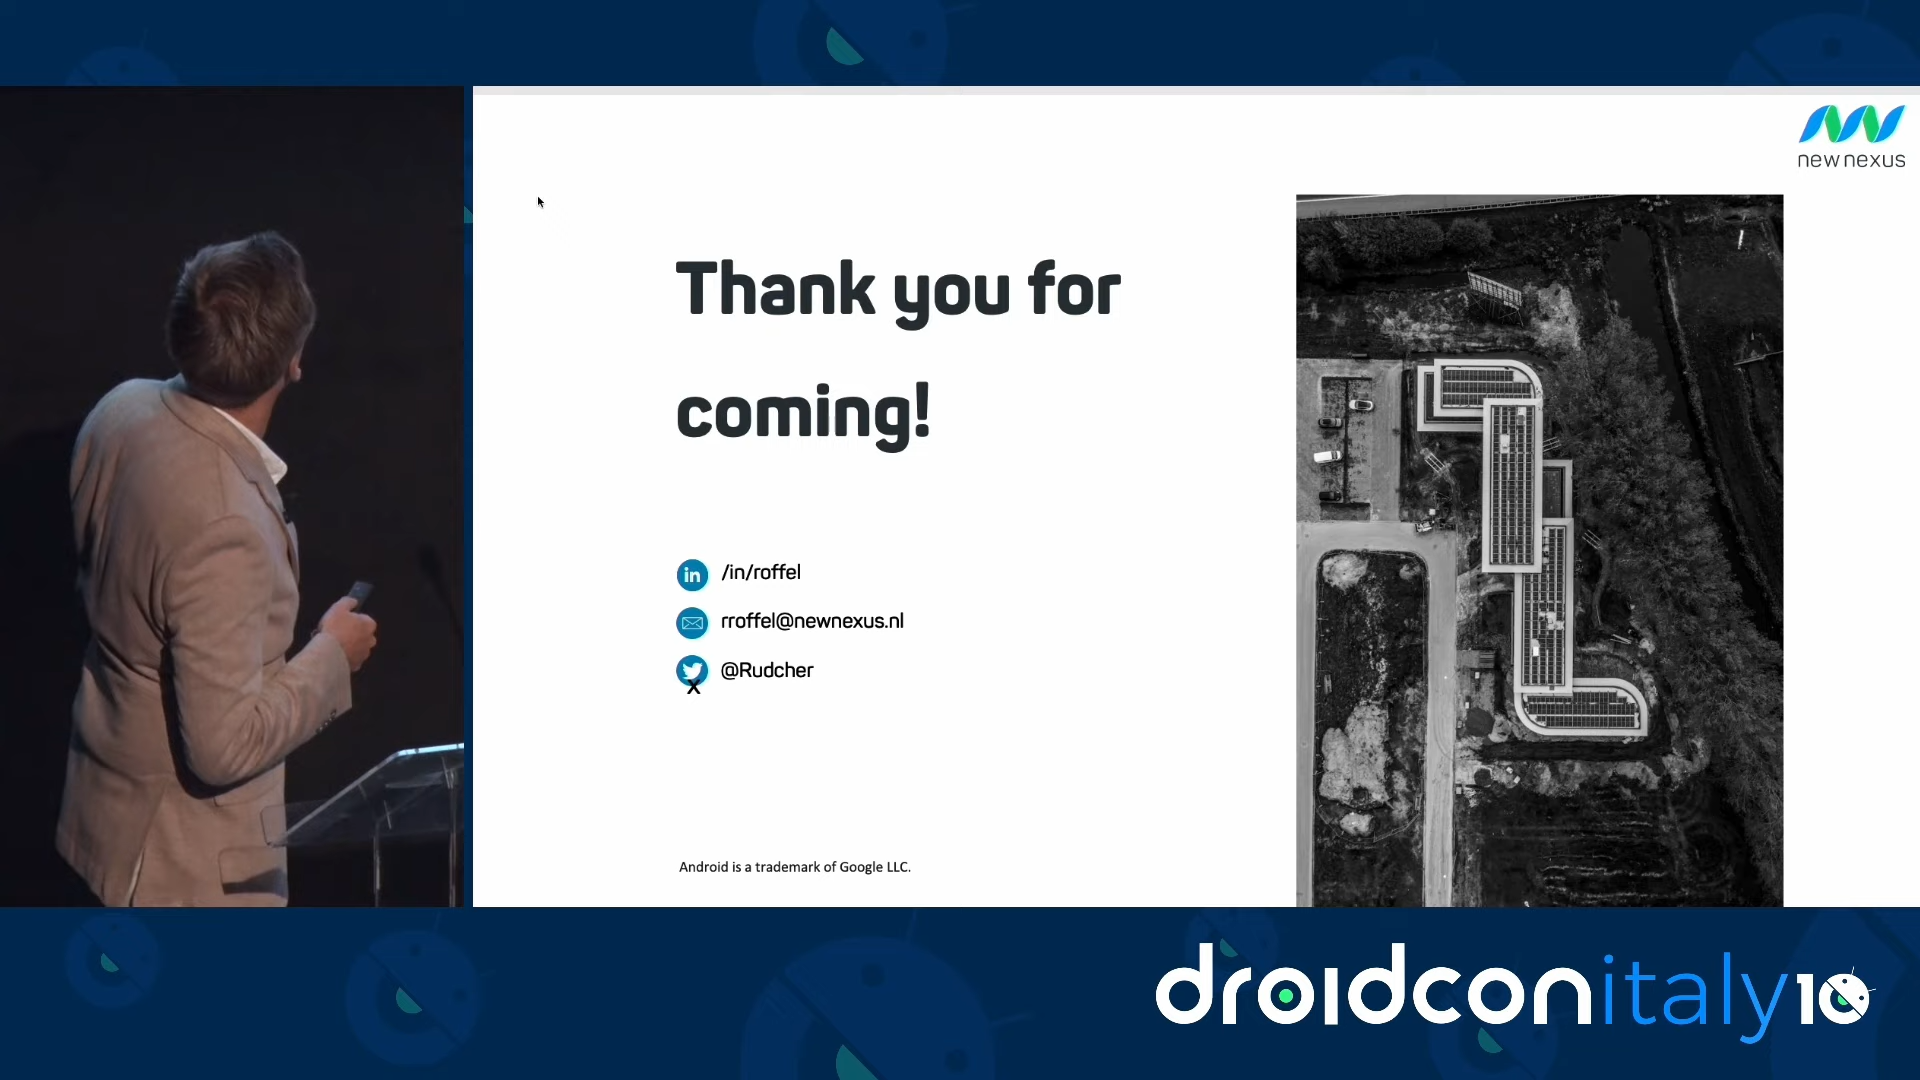 new nexus
Thank you for
coming!
in /in/roffel
rroffel@newnexus.nl
X @Rudcher
Android is a trademark of Google LLC.
droidconitaly10